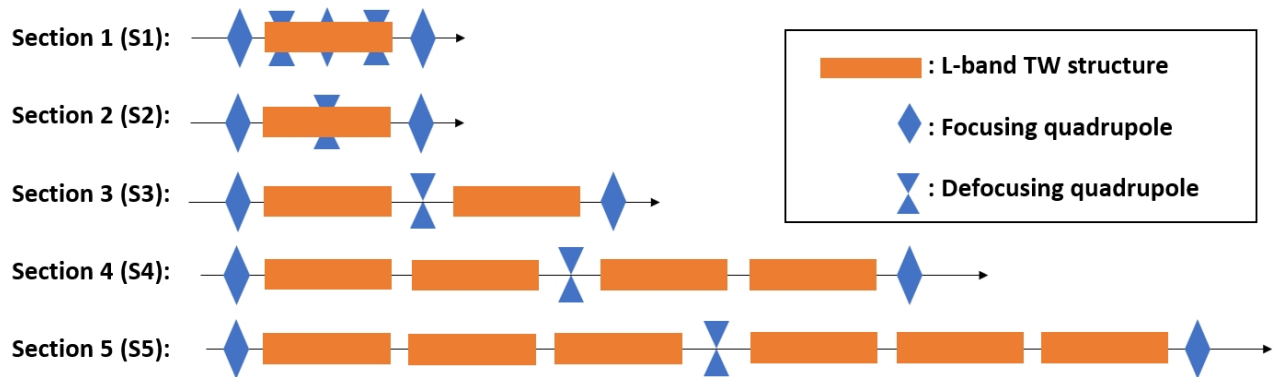 Section 1 (S1):
Section 2 (S2):
Section 3 (S3):
Section 4 (S4):
Section 5 (S5):
: L-band TW structure
: Focusing quadrupole
: Defocusing quadrupole